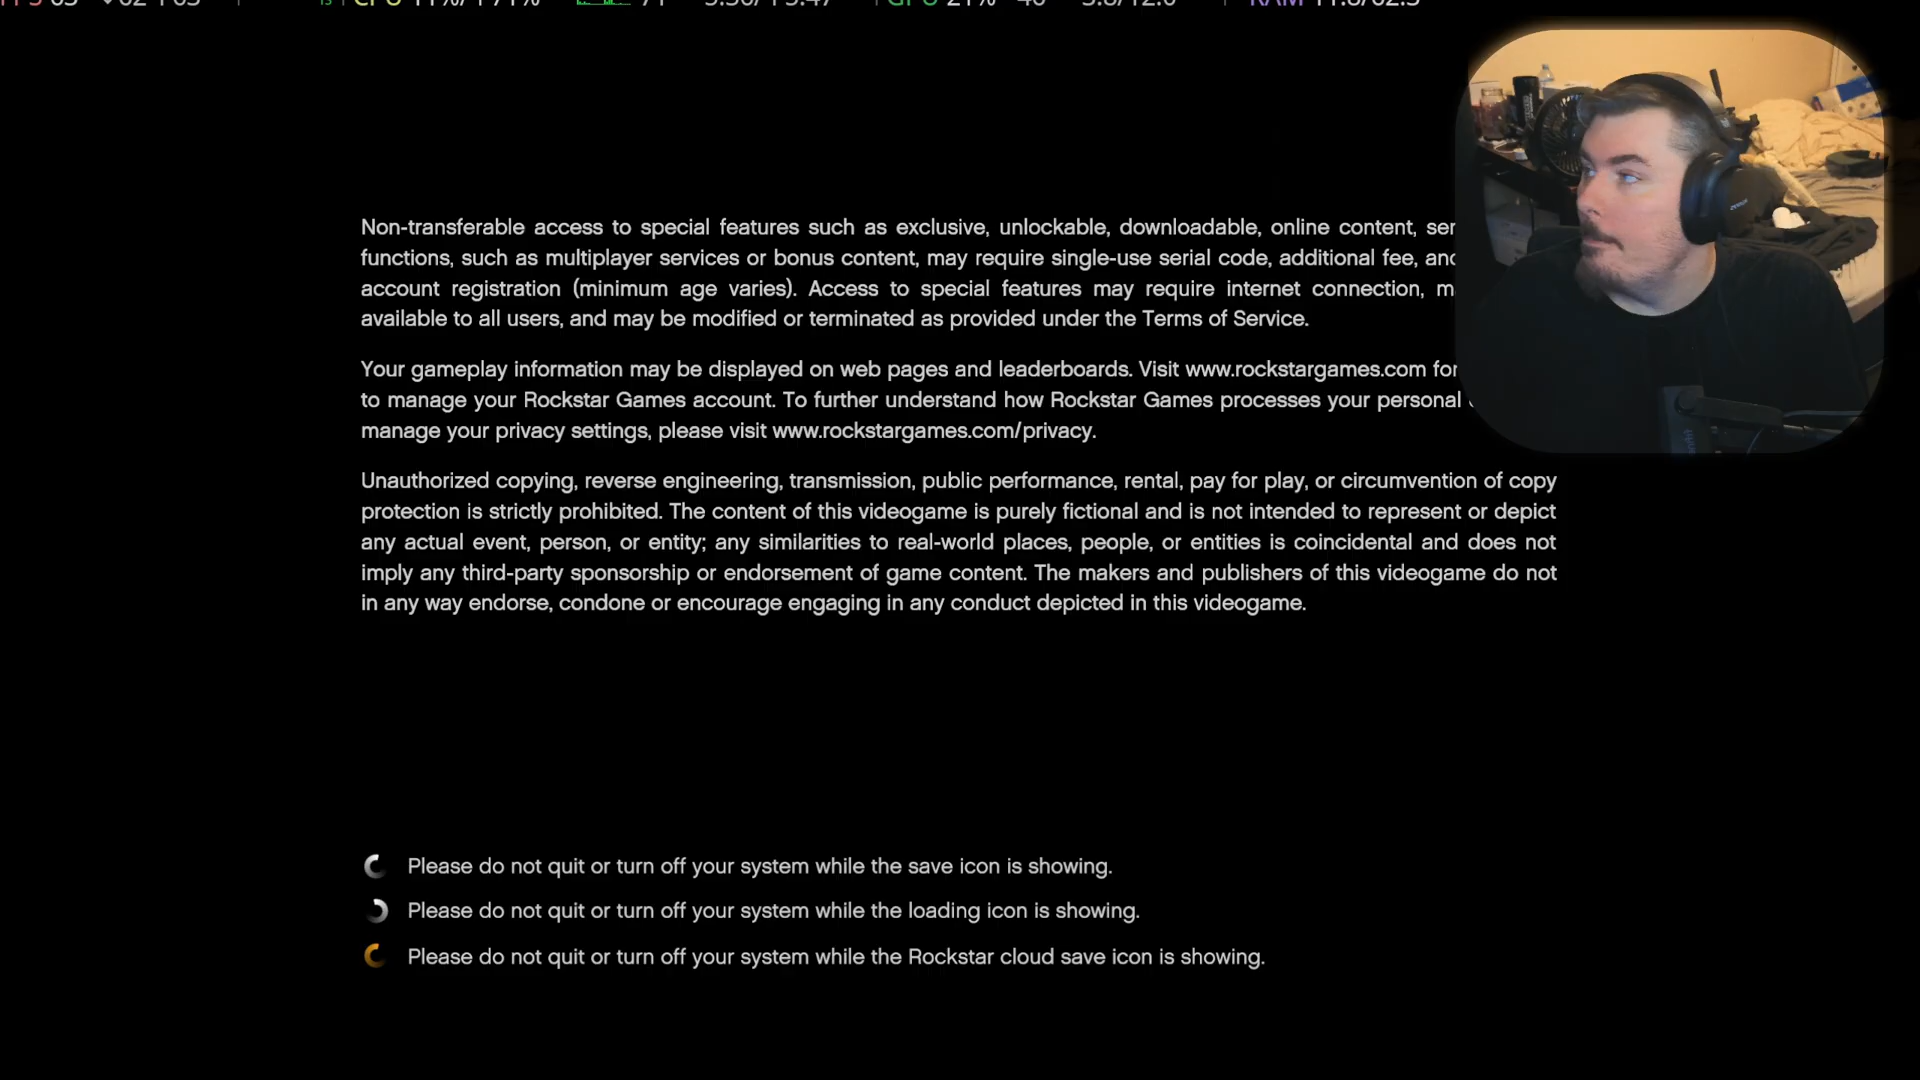 Non-transferable access to special features such as exclusive, unlockable, downloadable, online content, ser
functions, such as multiplayer services or bonus content, may require single-use serial code, additional fee, and
account registration (minimum age varies). Access to special features may require internet connection, m
available to all users, and may be modified or terminated as provided under the Terms of Service.
Your gameplay information may be displayed on web pages and leaderboards. Visit www.rockstargames.com for
to manage your Rockstar Games account. To further understand how Rockstar Games processes your personal
manage your privacy settings, please visit www.rockstargames.com/privacy.
Unauthorized copying, reverse engineering, transmission, public performance, rental, pay for play, or circumvention of copy
protection is strictly prohibited. The content of this videogame is purely fictional and is not intended to represent or depict
any actual event, person, or entity; any similarities to real-world places, people, or entities is coincidental and does not
imply any third-party sponsorship or endorsement of game content. The makers and publishers of this videogame do not
in any way endorse, condone or encourage engaging in any conduct depicted in this videogame.
Please do not quit or turn off your system while the save icon is showing.
Please do not quit or turn off your system while the loading icon is showing.
Please do not quit or turn off your system while the Rockstar cloud save icon is showing.